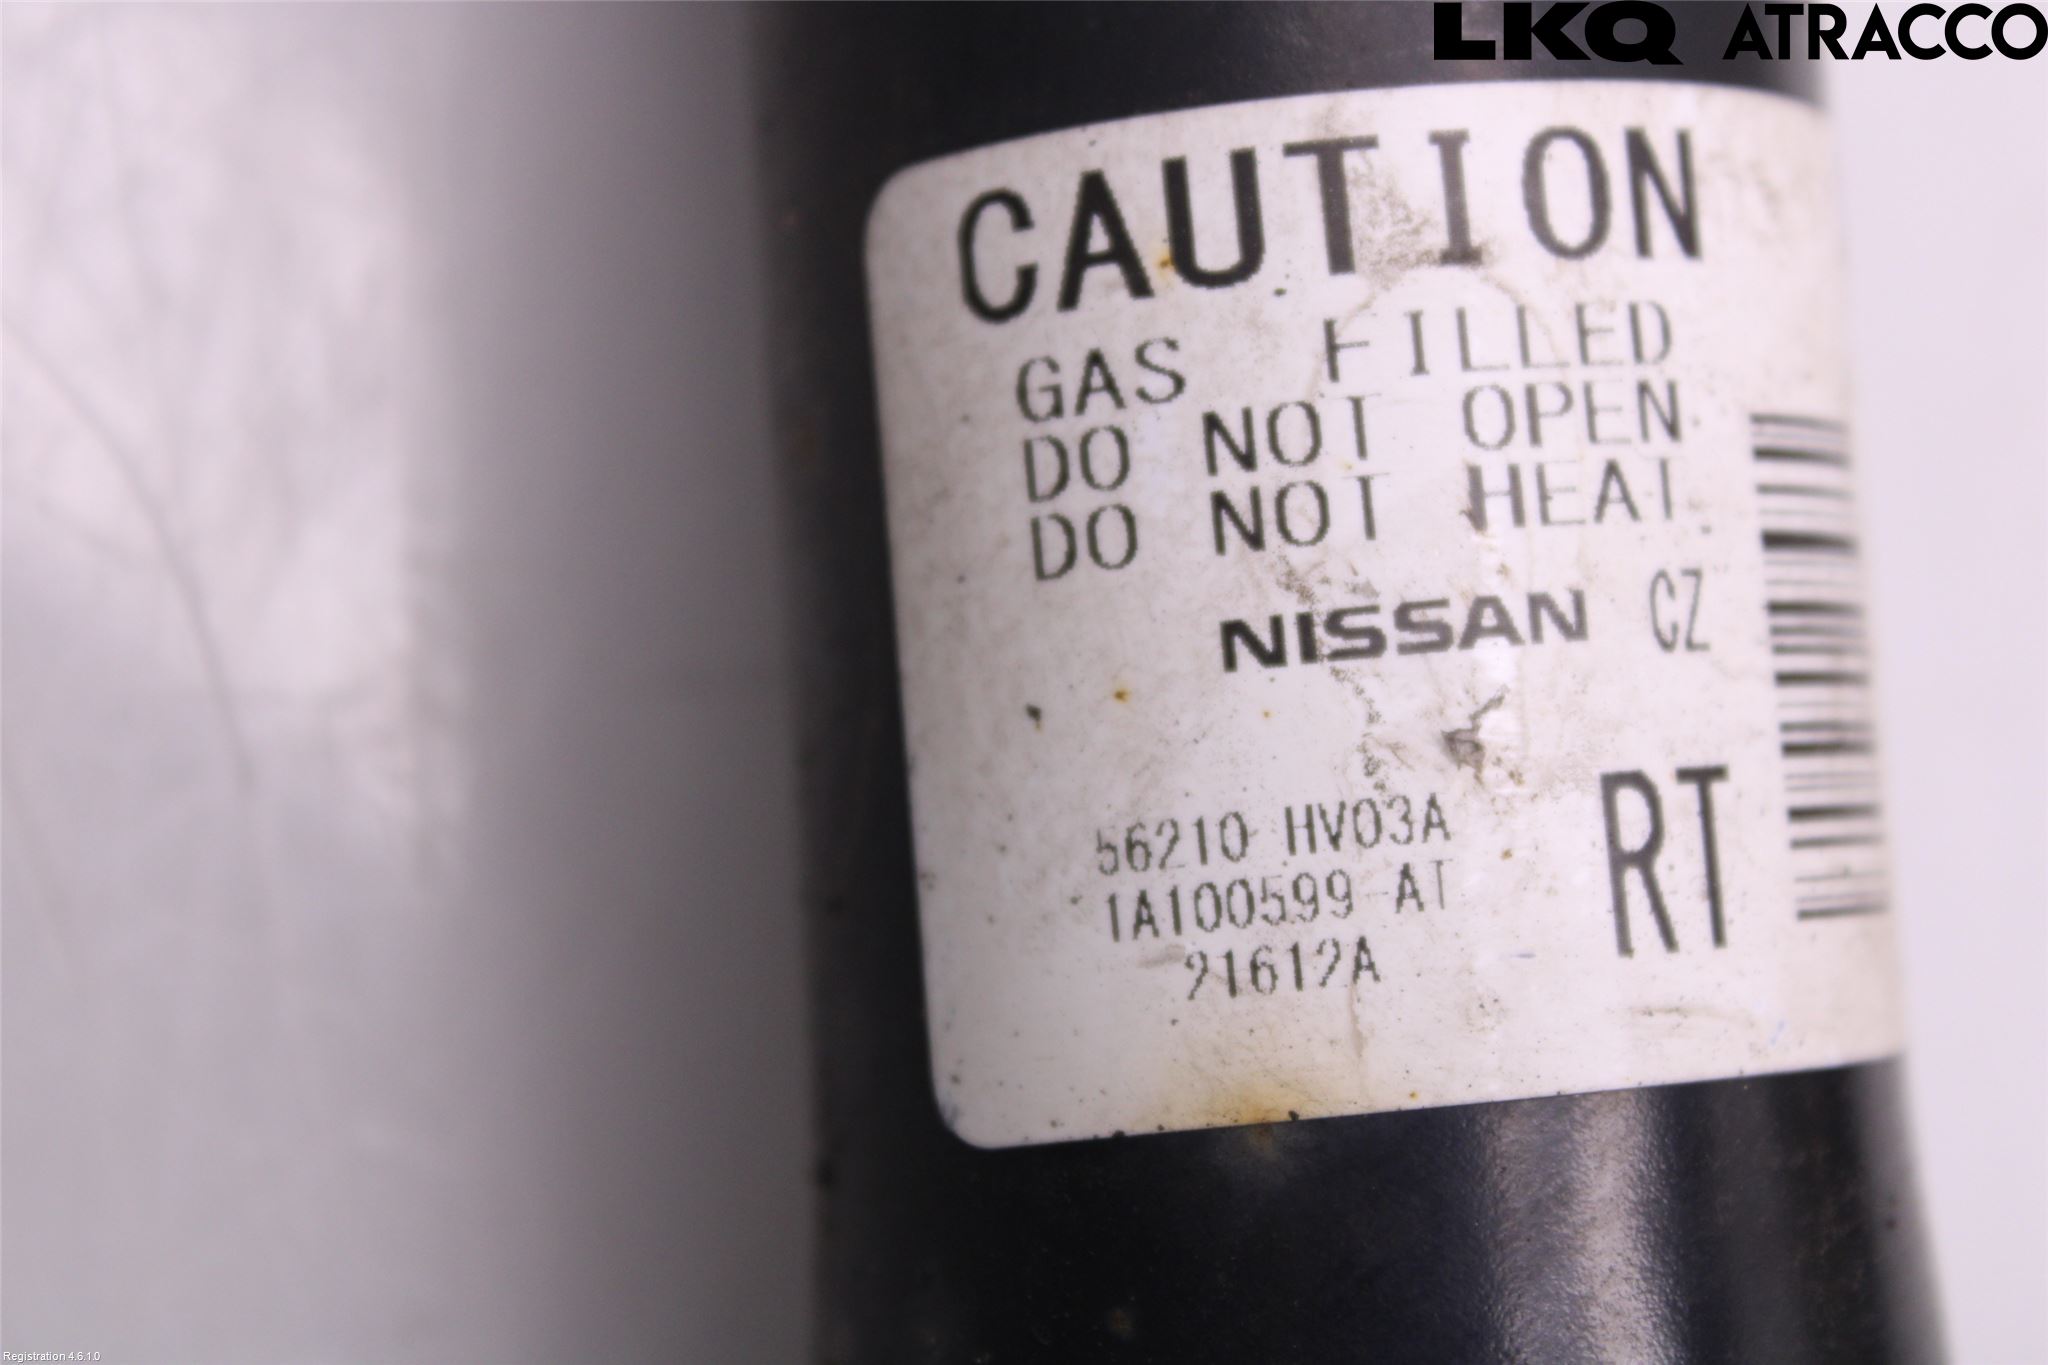 LKQ ATRACCO
CAUTION
GAS FILLED
DO NOT OPEN
DO NOT HEAT
NISSAN CZ
56210 HV03A
RT
1A100599 AT
21612A
Registration 4.6.1.0